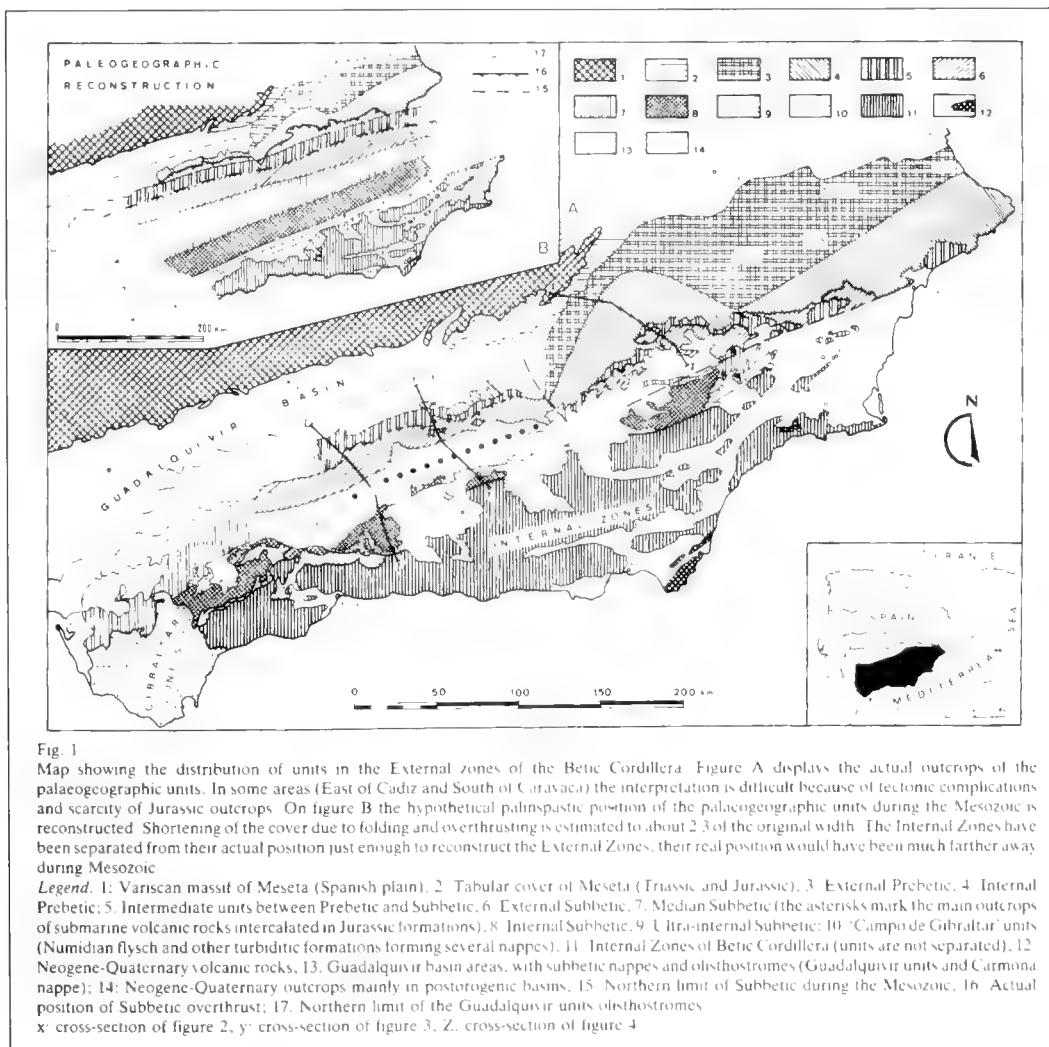 PALEOGEOGRAPHIC
RECONSTRUCTION
17
16
15
0 200 Km
1 2 3 4 5 6
7 8 9 10 11 12
13 14
A
B
GUADALQUIVIR BASIN
INTERNAL ZONES
GIBRALTAR
N
SPAIN
MEDITERREAN SEA
0 50 100 150 200 km
Fig. 1
Map showing the distribution of units in the External zones of the Betic Cordillera Figure A displays the actual outcrops of the
palaeogeographic units. In some areas (East of Cadiz and South of Caravaca) the interpretation is difficult because of tectonic complications
and scarcity of Jurassic outcrops On figure B the hypothetical palinspastic position of the palaeogeographic units during the Mesozoic is
reconstructed Shortening of the cover due to folding and overthrusting is estimated to about 2 3 of the original width The Internal Zones have
been separated from their actual position just enough to reconstruct the External Zones, their real position would have been much farther away
during Mesozoic
Legend. 1: Variscan massif of Meseta (Spanish plain), 2 Tabular cover of Meseta (Triassic and Jurassic), 3 External Prebetic, 4 Internal
Prebetic; 5. Intermediate units between Prebetic and Subbetic, 6 External Subbetic, 7. Median Subbetic (the asterisks mark the main outcrops
of submarine volcanic rocks intercalated in Jurassic formations), 8 Internal Subbetic, 9 Ultra-internal Subbetic; 10 'Campo de Gibraltar' units
(Numidian flysch and other turbiditic formations forming several nappes), 11 Internal Zones of Betic Cordillera (units are not separated), 12
Neogene-Quaternary volcanic rocks, 13. Guadalquivir basin areas, with subbetic nappes and olisthostromes (Guadalquivir units and Carmona
nappe); 14: Neogene-Quaternary outcrops mainly in postorogenic basins, 15 Northern limit of Subbetic during the Mesozoic, 16 Actual
position of Subbetic overthrust; 17. Northern limit of the Guadalquivir units olisthostromes
x· cross-section of figure 2, y· cross-section of figure 3, Z. cross-section of figure 4